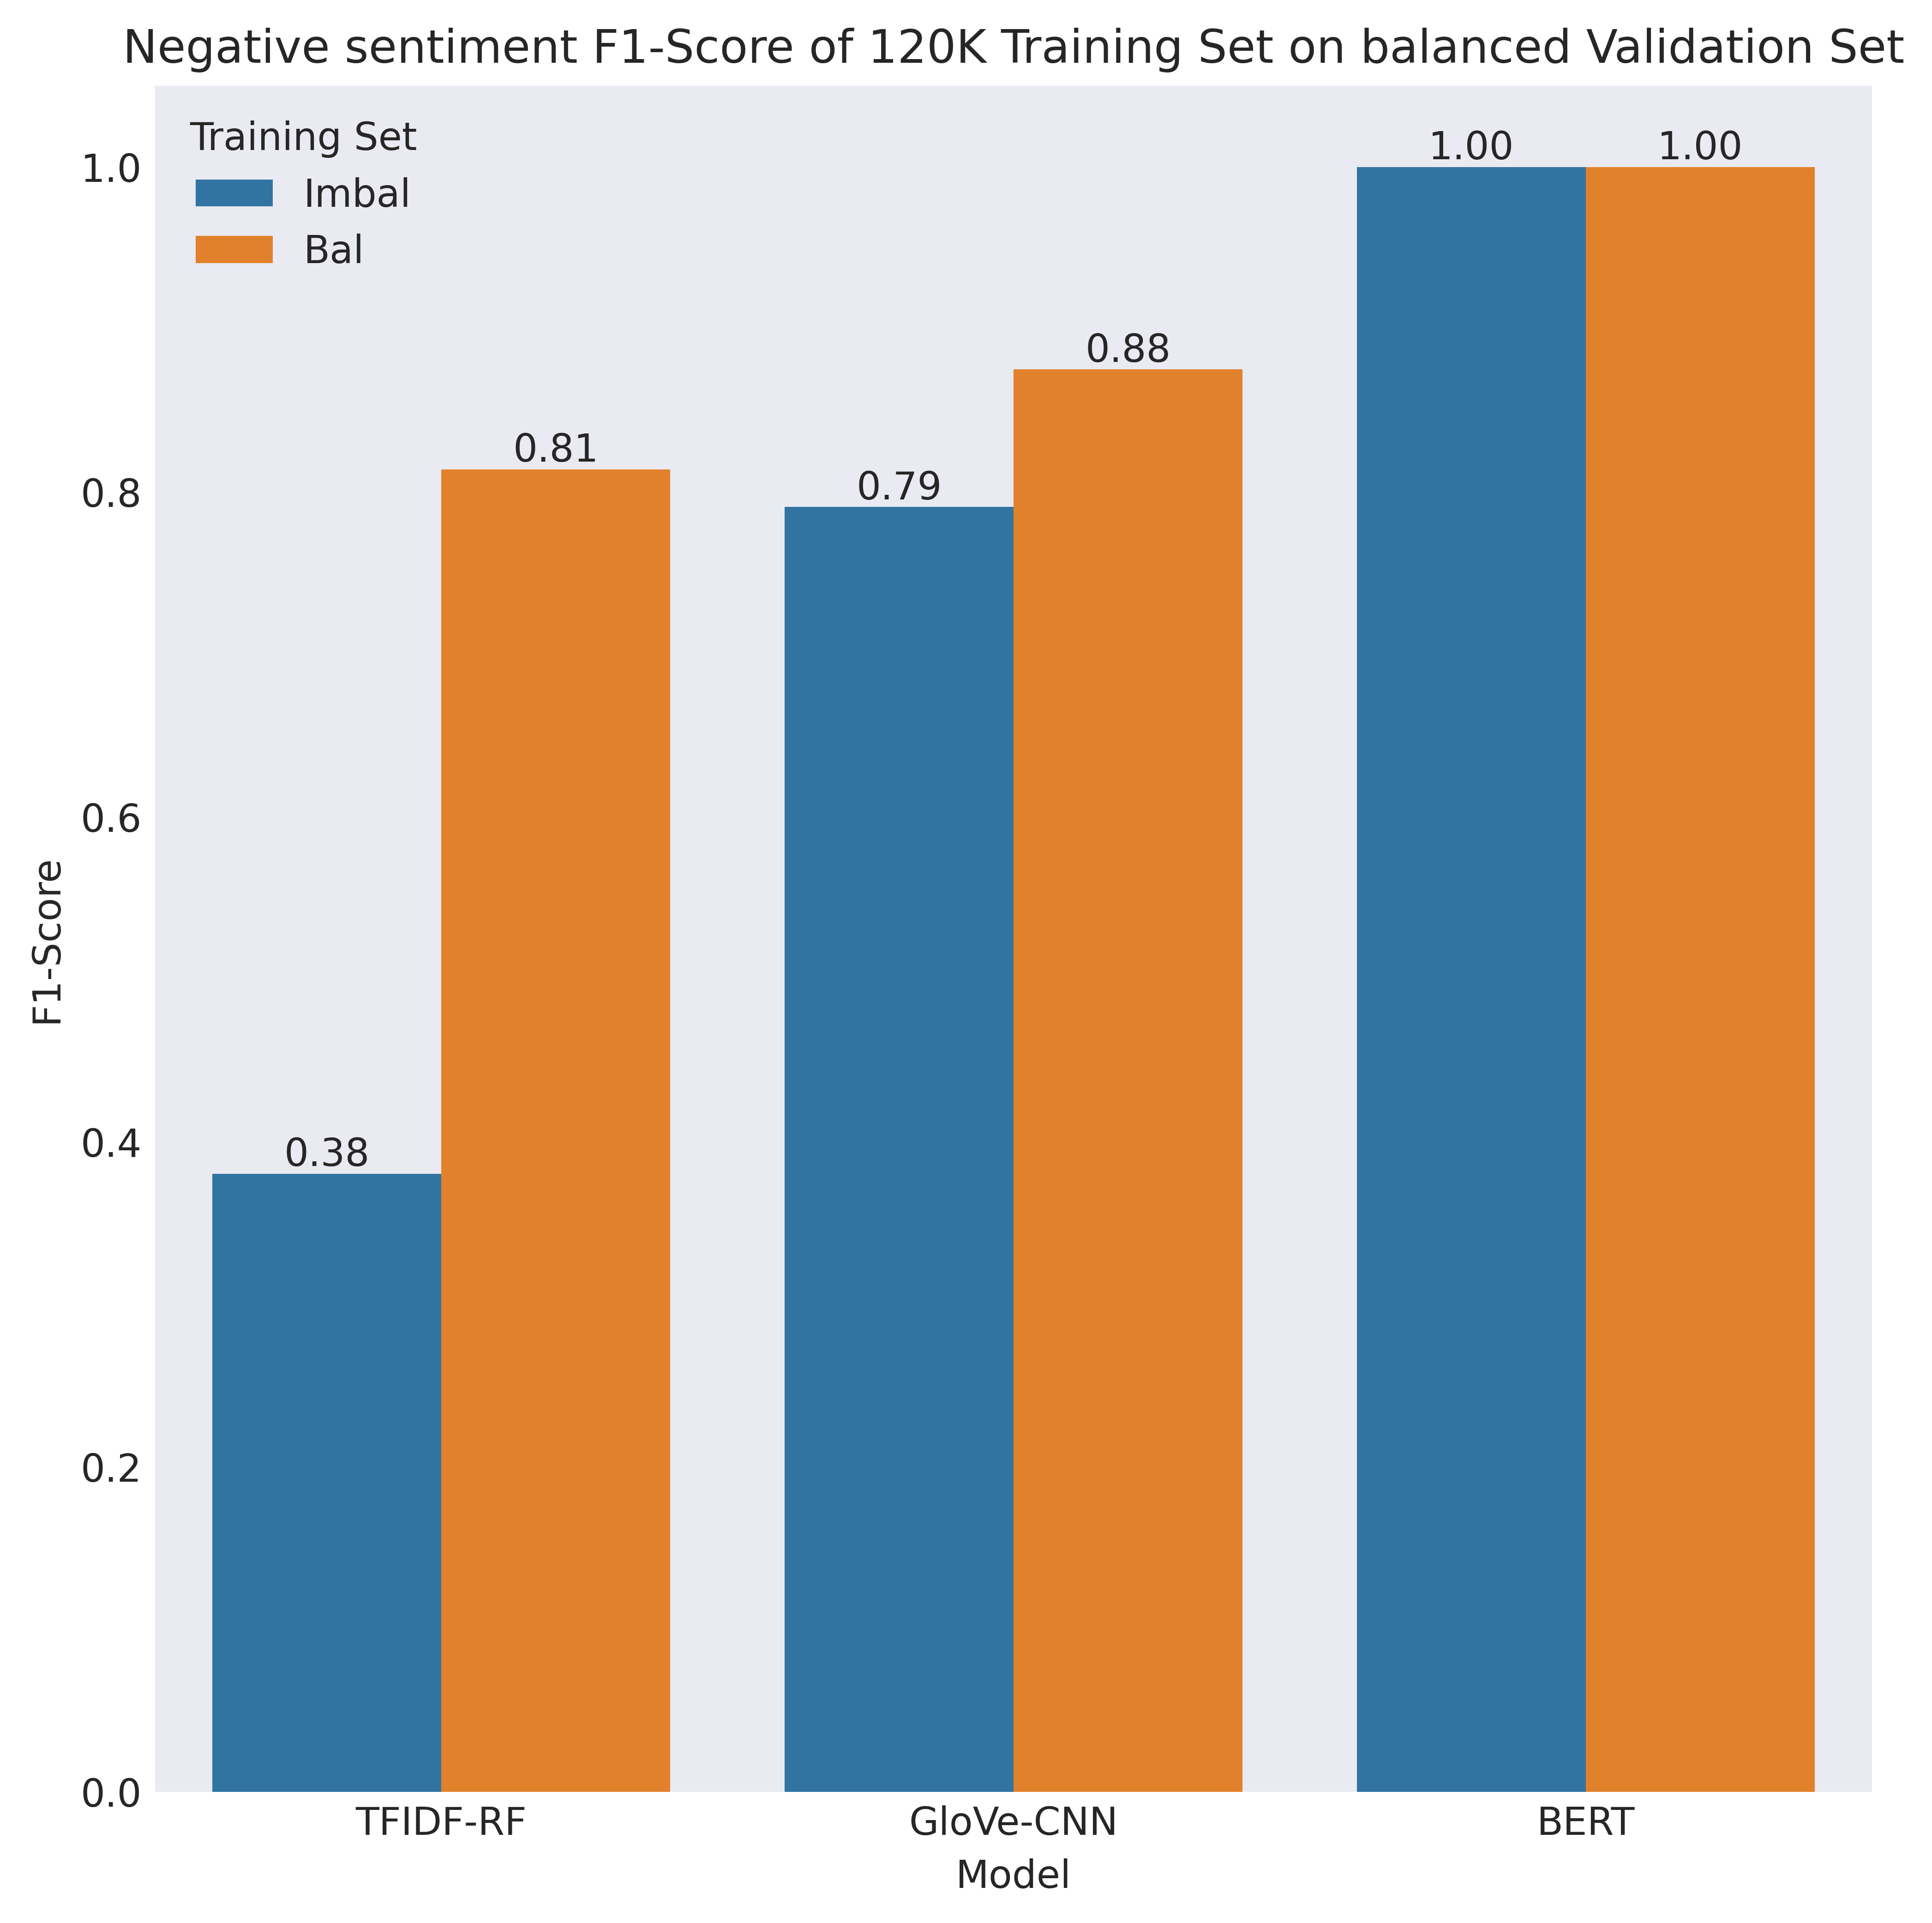 Negative sentiment F1-Score of 120K Training Set on balanced Validation Set
Training Set
Imbal
Bal
1.0
0.8
0.6
0.4
0.2
0.0
F1-Score
0.38
0.81
0.79
0.88
1.00
1.00
TFIDF-RF
GloVe-CNN
BERT
Model